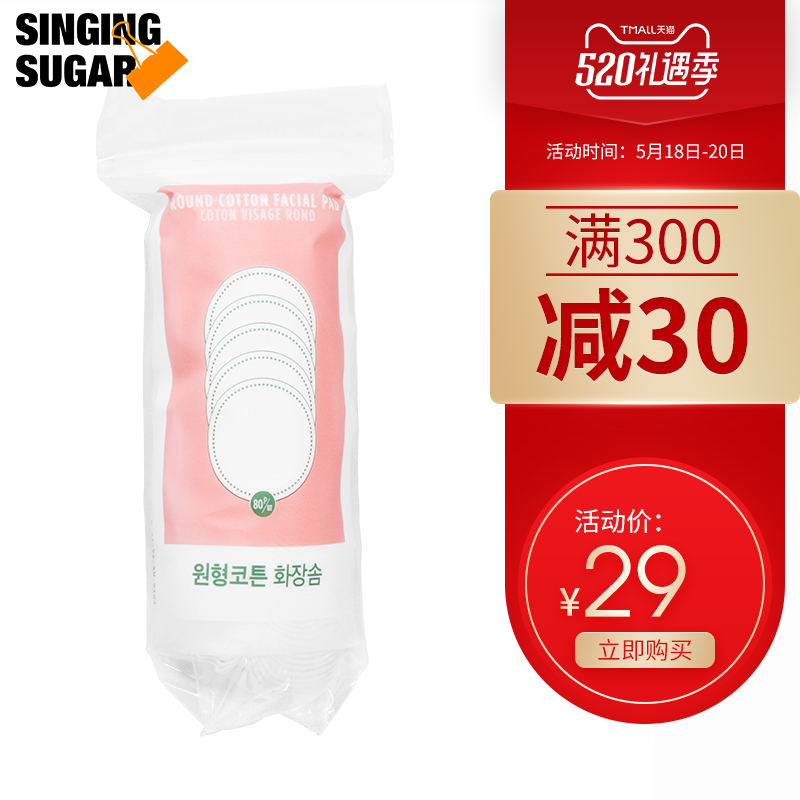 SINGING
SUGAR
ROUND COTTON FACIAL PAD
COTON VISAGE ROND
80P/매
원형코튼 화장솜
TMALL天猫
520礼遇季
活动时间：5月18日-20日
满300
减30
活动价：
¥29
立即购买